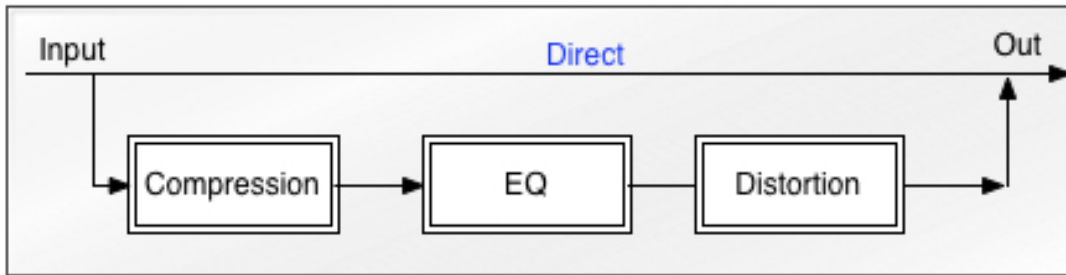 Input
Direct
Out
Compression
EQ
Distortion